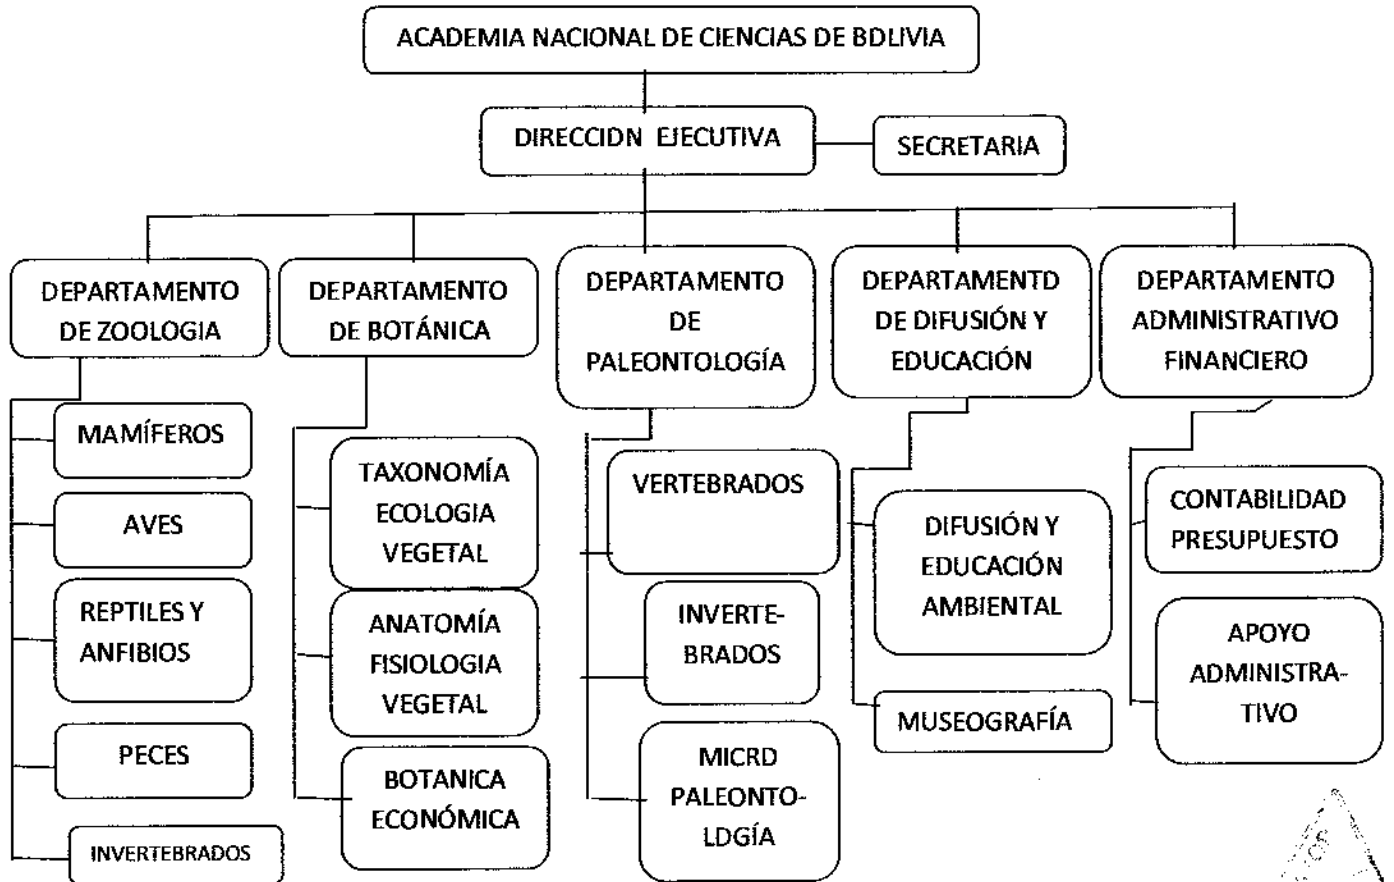 ACADEMIA NACIONAL DE CIENCIAS DE BDLIVIA
DIRECCIDN EJECUTIVA
SECRETARIA
DEPARTAMENTO
DE ZOOLOGIA
DEPARTAMENTO
DE BOTÁNICA
DEPARTAMENTO
DE
PALEONTOLOGÍA
DEPARTAMENTD
DE DIFUSIÓN Y
EDUCACIÓN
DEPARTAMENTO
ADMINISTRATIVO
FINANCIERO
MAMÍFEROS
AVES
REPTILES Y
ANFIBIOS
PECES
INVERTEBRADOS
TAXONOMÍA
ECOLOGIA
VEGETAL
ANATOMÍA
FISIOLOGIA
VEGETAL
BOTANICA
ECONÓMICA
VERTEBRADOS
INVERTE-
BRADOS
MICRD
PALEONTO-
LDGÍA
DIFUSIÓN Y
EDUCACIÓN
AMBIENTAL
MUSEOGRAFÍA
CONTABILIDAD
PRESUPUESTO
APOYO
ADMINISTRA-
TIVO